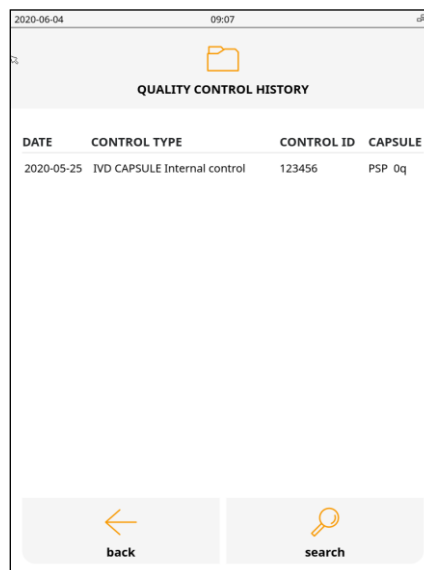 2020-06-04 09:07
QUALITY CONTROL HISTORY
DATE CONTROL TYPE CONTROL ID CAPSULE
2020-05-25 IVD CAPSULE Internal control 123456 PSP 0q
back search